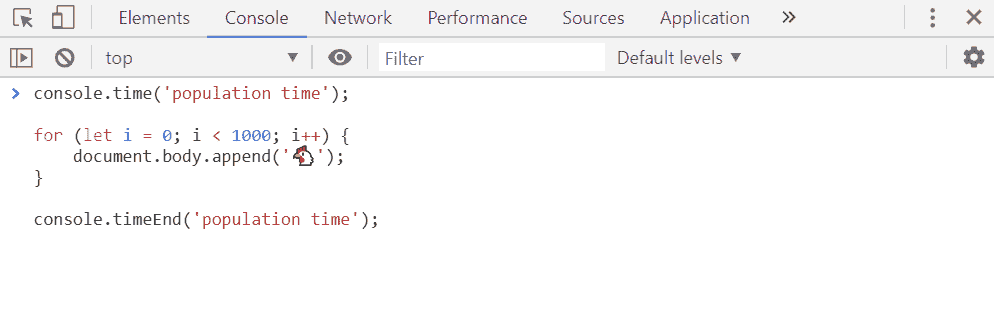 Elements Console Network Performance Sources Application »
top Filter Default levels
console.time('population time');
for (let i = 0; i < 1000; i++) {
    document.body.append('🐔');
}
console.timeEnd('population time');